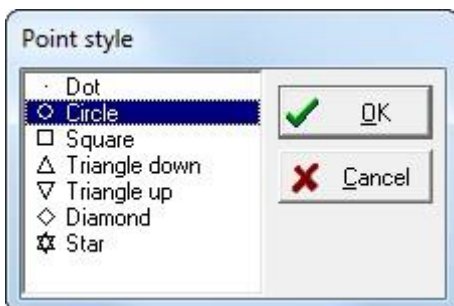 Point style
Dot
Circle
Square
Triangle down
Triangle up
Diamond
Star
OK
Cancel